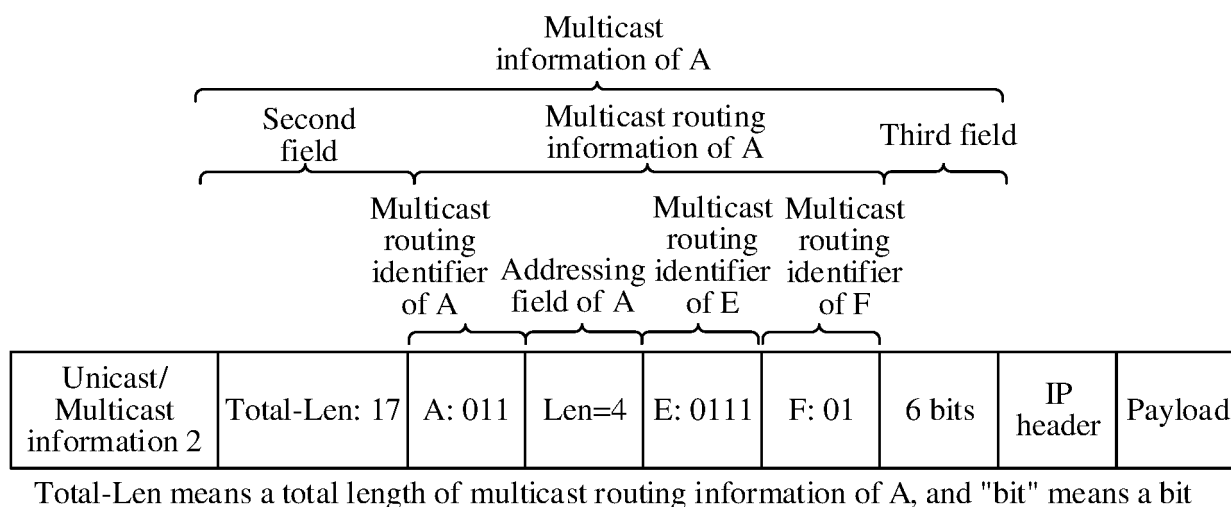 Multicast
information of A
Second
field
Multicast routing
information of A
Third field
Multicast
routing
identifier
of A
Addressing
field of A
Multicast
routing
identifier
of E
Multicast
routing
identifier
of F
Unicast/
Multicast
information 2
Total-Len: 17
A: 011
Len=4
E: 0111
F: 01
6 bits
IP
header
Payload
Total-Len means a total length of multicast routing information of A, and "bit" means a bit